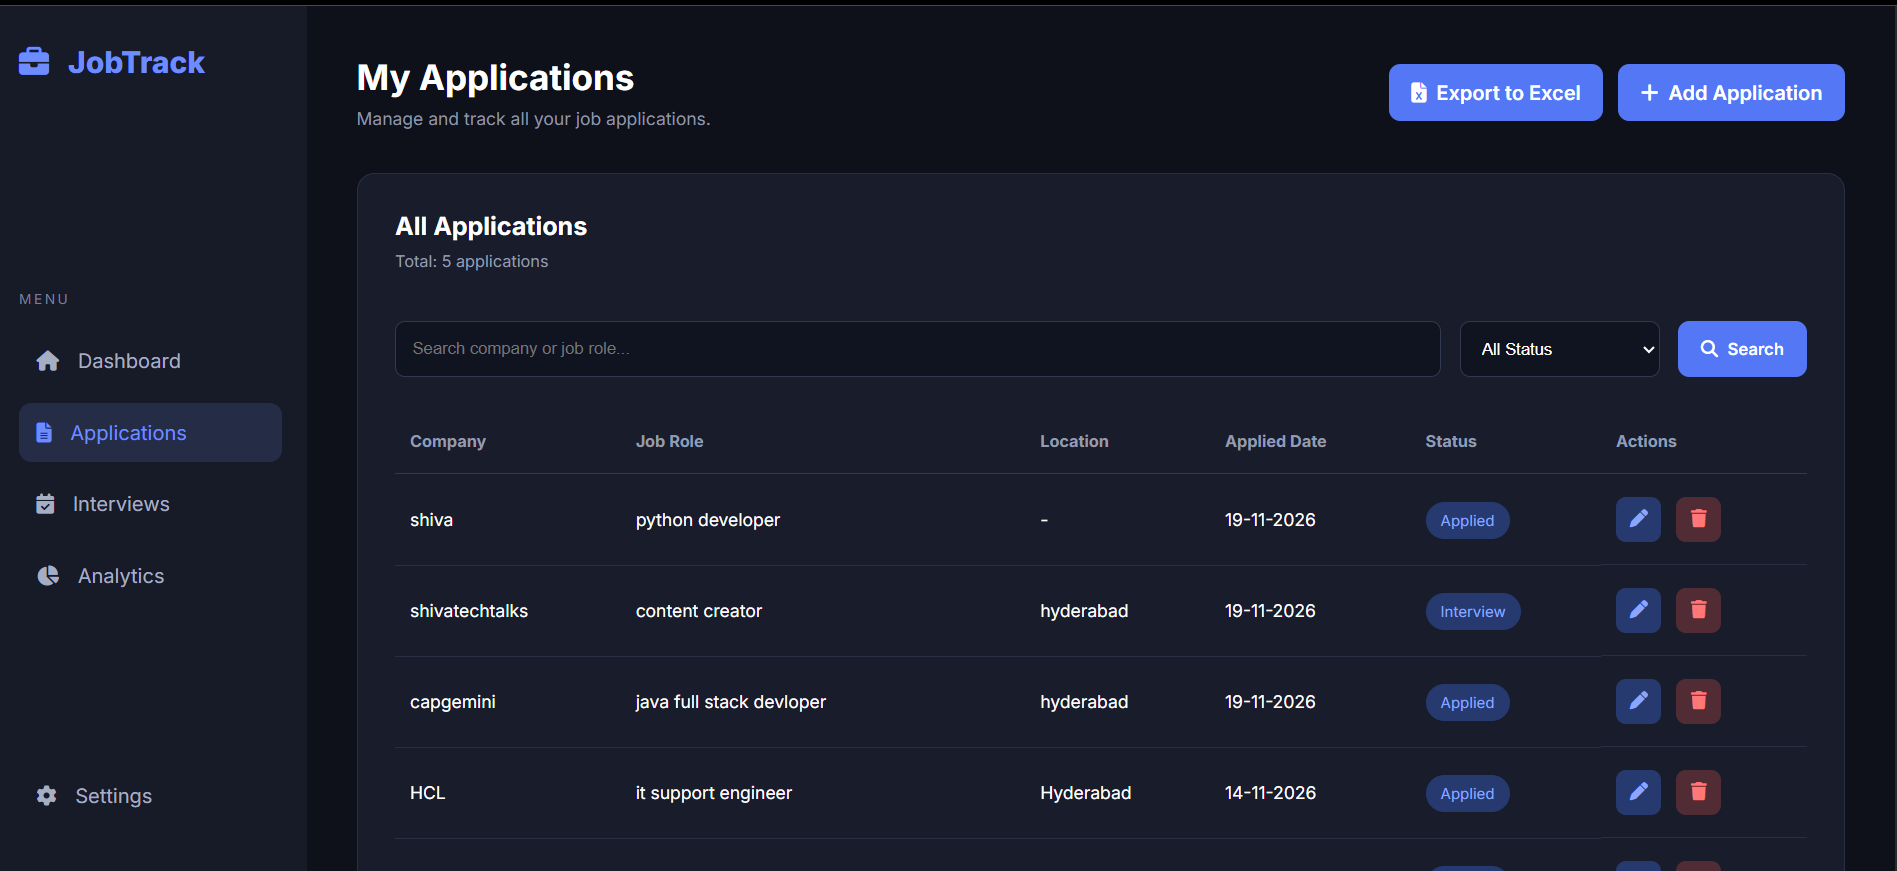 JobTrack
MENU
Dashboard
Applications
Interviews
Analytics
Settings
My Applications
Manage and track all your job applications.
Export to Excel
Add Application
All Applications
Total: 5 applications
Search company or job role...
All Status
Search
Company Job Role Location Applied Date Status Actions
shiva python developer - 19-11-2026 Applied
shivatechtalks content creator hyderabad 19-11-2026 Interview
capgemini java full stack devloper hyderabad 19-11-2026 Applied
HCL it support engineer Hyderabad 14-11-2026 Applied